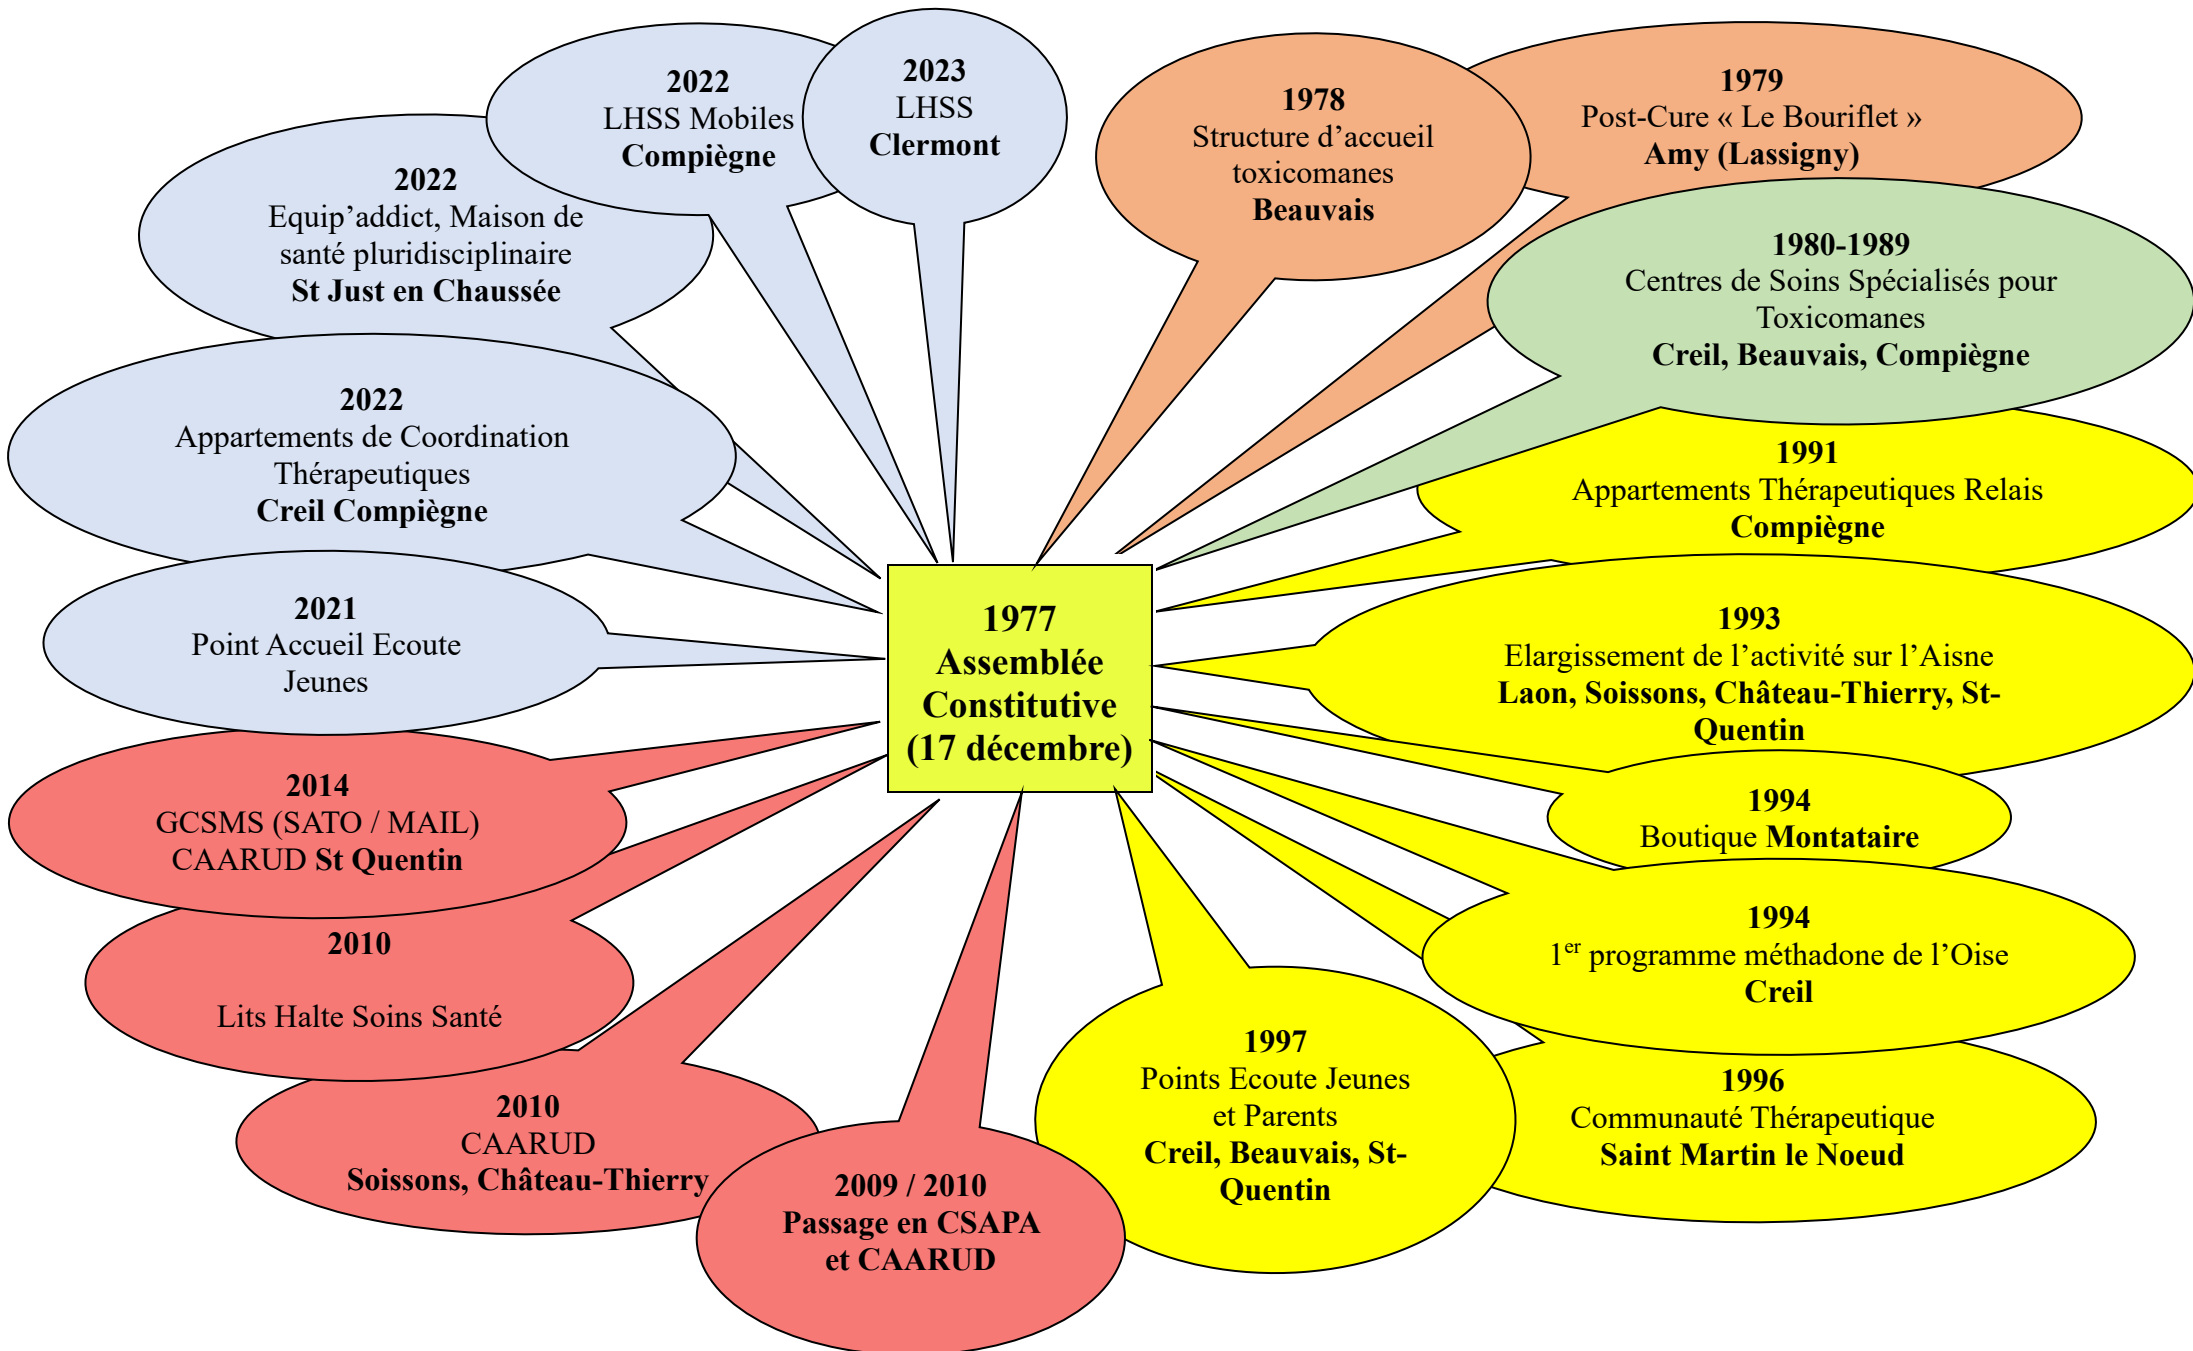 1977
Assemblée
Constitutive
(17 décembre)
1978
Structure d’accueil
toxicomanes
Beauvais
1979
Post-Cure « Le Bouriflet »
Amy (Lassigny)
1980-1989
Centres de Soins Spécialisés pour
Toxicomanes
Creil, Beauvais, Compiègne
1991
Appartements Thérapeutiques Relais
Compiègne
1993
Elargissement de l’activité sur l’Aisne
Laon, Soissons, Château-Thierry, St-
Quentin
1994
Boutique Montataire
1994
1er programme méthadone de l’Oise
Creil
1996
Communauté Thérapeutique
Saint Martin le Noeud
1997
Points Ecoute Jeunes
et Parents
Creil, Beauvais, St-
Quentin
2009 / 2010
Passage en CSAPA
et CAARUD
2010
CAARUD
Soissons, Château-Thierry
2010
Lits Halte Soins Santé
2014
GCSMS (SATO / MAIL)
CAARUD St Quentin
2021
Point Accueil Ecoute
Jeunes
2022
Appartements de Coordination
Thérapeutiques
Creil Compiègne
2022
Equip’addict, Maison de
santé pluridisciplinaire
St Just en Chaussée
2022
LHSS Mobiles
Compiègne
2023
LHSS
Clermont